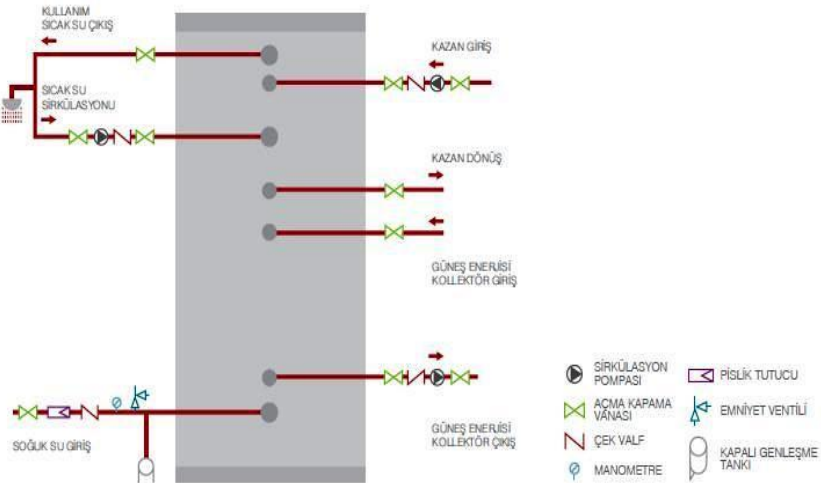 KULLANIM
SICAK SU ÇIKIŞ
SICAK SU
SİRKÜLASYONU
KAZAN GİRİŞ
KAZAN DÖNÜŞ
GÜNEŞ ENERJİSİ
KOLLEKTÖR GİRİŞ
GÜNEŞ ENERJİSİ
KOLLEKTÖR ÇIKIŞ
SOĞUK SU GİRİŞ
SİRKÜLASYON
POMPASI
AÇMA KAPAMA
VANASI
ÇEK VALF
MANOMETRE
PİSLİK TUTUCU
EMNİYET VENTİLİ
KAPALI GENLEŞME
TANKI